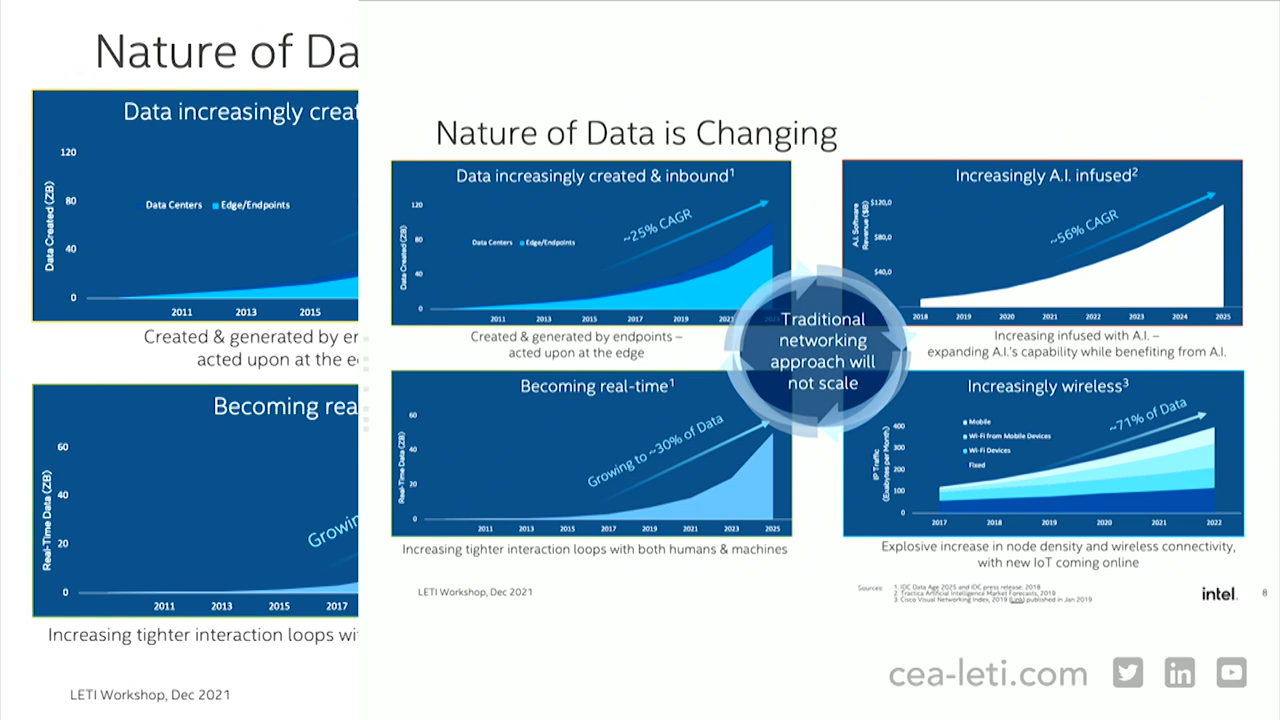 Nature of Da
Data increasingly creat
120
80
40
0
Data Created (ZB)
Data Centers
Edge/Endpoints
2011
2013
2015
Created & generated by er
acted upon at the e
Becoming rea
60
40
20
0
Real-Time Data (ZB)
Growin
2011
2013
2015
2017
Increasing tighter interaction loops wi
LETI Workshop, Dec 2021
Nature of Data is Changing
Data increasingly created & inbound1
120
80
40
0
Data Created (ZB)
Data Centers
Edge/Endpoints
~25% CAGR
2011
2013
2015
2017
2019
2021
2023
Created & generated by endpoints –
acted upon at the edge
Increasingly A.I. infused2
A.I. Software
Revenue ($B)
$120,0
$80,0
$40,0
~56% CAGR
2018
2019
2020
2021
2022
2023
2024
2025
Increasing infused with A.I. –
expanding A.I.'s capability while benefiting from A.I.
Traditional
networking
approach will
not scale
Becoming real-time1
60
40
20
0
Real-Time Data (ZB)
Growing to ~30% of Data
2011
2013
2015
2017
2019
2021
2023
2025
Increasing tighter interaction loops with both humans & machines
Increasingly wireless3
400
300
200
100
0
IP Traffic
(Exabytes per Month)
Mobile
Wi-Fi from Mobile Devices
Wi-Fi Devices
Fixed
~71% of Data
2017
2018
2019
2020
2021
2022
Explosive increase in node density and wireless connectivity,
with new IoT coming online
LETI Workshop, Dec 2021
Sources:
1. IDC Data Age 2025 and IDC press release, 2018
2. Tractica Artificial Intelligence Market Forecasts, 2019
3. Cisco Visual Networking Index, 2019 (Link) published in Jan 2019
intel.
8
cea-leti.com